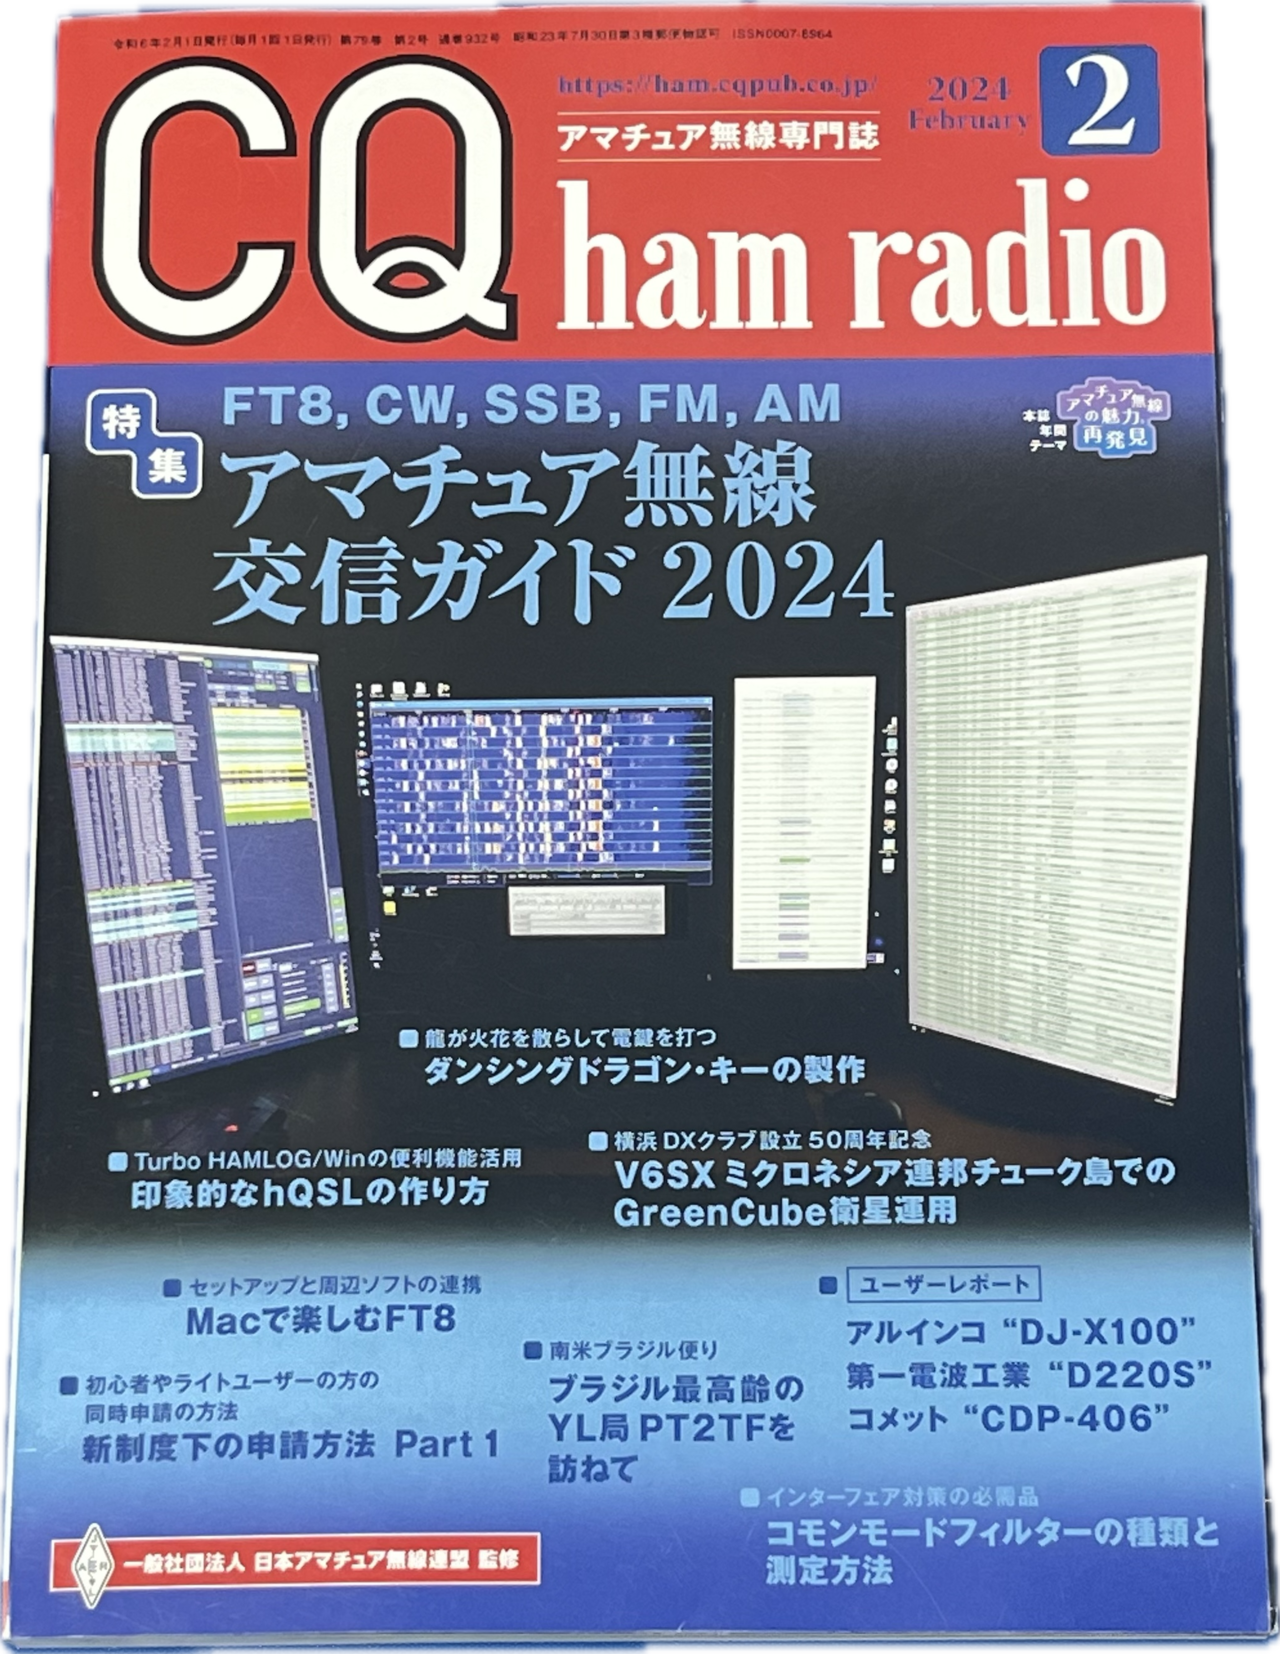 令和6年2月1日発行(毎月1回1日発行) 第79巻 第2号 通巻932号 昭和23年7月30日第3種郵便物認可 ISSN0007-8964
CQ ham radio
https://ham.cqpub.co.jp/
アマチュア無線専門誌
2024
February
2
特集
FT8, CW, SSB, FM, AM
アマチュア無線
交信ガイド 2024
本誌
年間
テーマ
アマチュア無線
の魅力、
再発見
■ 龍が火花を散らして電鍵を打つ
ダンシングドラゴン・キーの製作
■ Turbo HAMLOG/Winの便利機能活用
印象的なhQSLの作り方
■ 横浜DXクラブ設立50周年記念
V6SX ミクロネシア連邦チューク島での
GreenCube衛星運用
■ セットアップと周辺ソフトの連携
Macで楽しむFT8
■ 初心者やライトユーザーの方の
同時申請の方法
新制度下の申請方法 Part 1
■ 南米ブラジル便り
ブラジル最高齢の
YL局 PT2TFを
訪ねて
■ ユーザーレポート
アルインコ “DJ-X100”
第一電波工業 “D220S”
コメット “CDP-406”
■ インターフェア対策の必需品
コモンモードフィルターの種類と
測定方法
JARL
一般社団法人 日本アマチュア無線連盟 監修